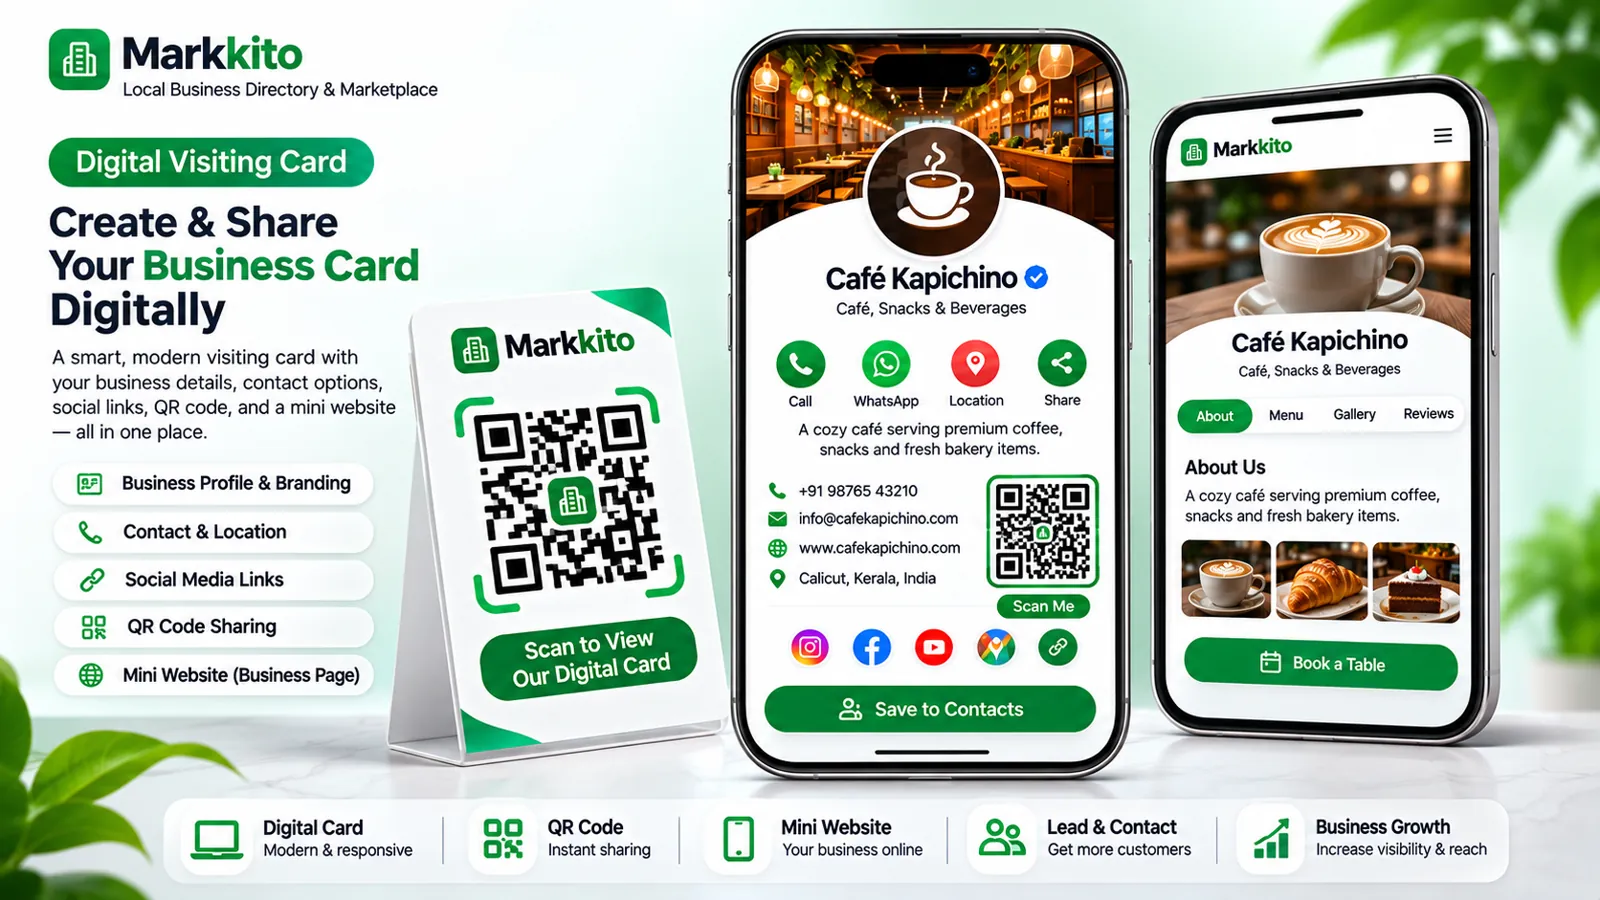 Markkito
Local Business Directory & Marketplace
Digital Visiting Card
Create & Share
Your Business Card
Digitally
A smart, modern visiting card with
your business details, contact options,
social links, QR code, and a mini website
— all in one place.
Business Profile & Branding
Contact & Location
Social Media Links
QR Code Sharing
Mini Website (Business Page)
Markkito
Scan to View
Our Digital Card
Café Kapichino
Café, Snacks & Beverages
Call WhatsApp Location Share
A cozy café serving premium coffee,
snacks and fresh bakery items.
+91 98765 43210
info@cafekapichino.com
www.cafekapichino.com
Calicut, Kerala, India
Scan Me
Save to Contacts
Markkito
Café Kapichino
Café, Snacks & Beverages
About Menu Gallery Reviews
About Us
A cozy café serving premium coffee,
snacks and fresh bakery items.
Book a Table
Digital Card
Modern & responsive
QR Code
Instant sharing
Mini Website
Your business online
Lead & Contact
Get more customers
Business Growth
Increase visibility & reach